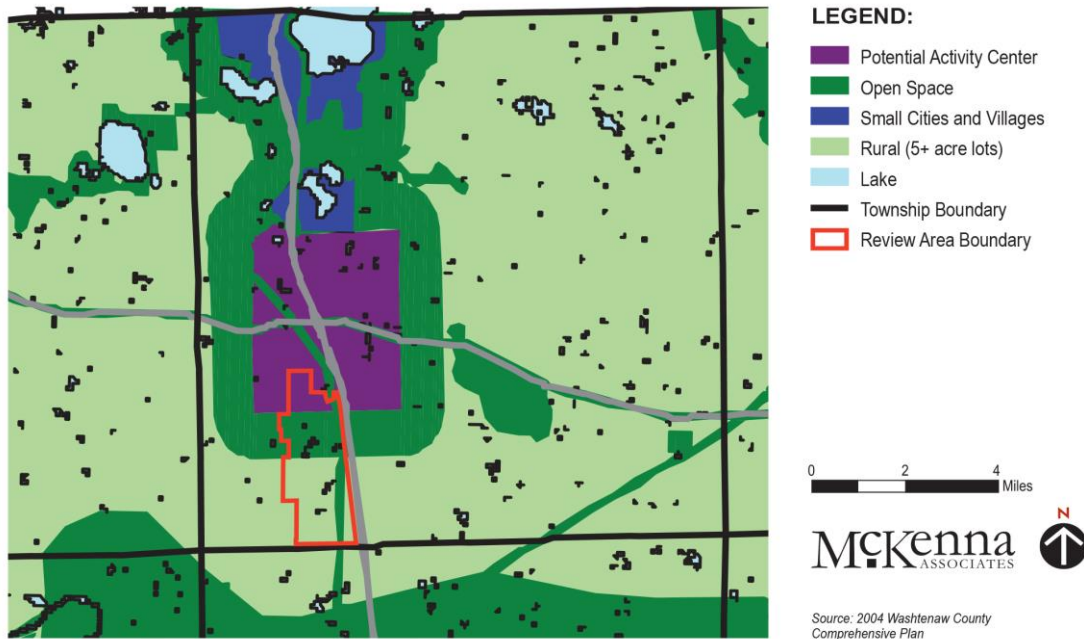 LEGEND:
Potential Activity Center
Open Space
Small Cities and Villages
Rural (5+ acre lots)
Lake
Township Boundary
Review Area Boundary
0 2 4
Miles
McKenna
ASSOCIATES
N
Source: 2004 Washtenaw County
Comprehensive Plan